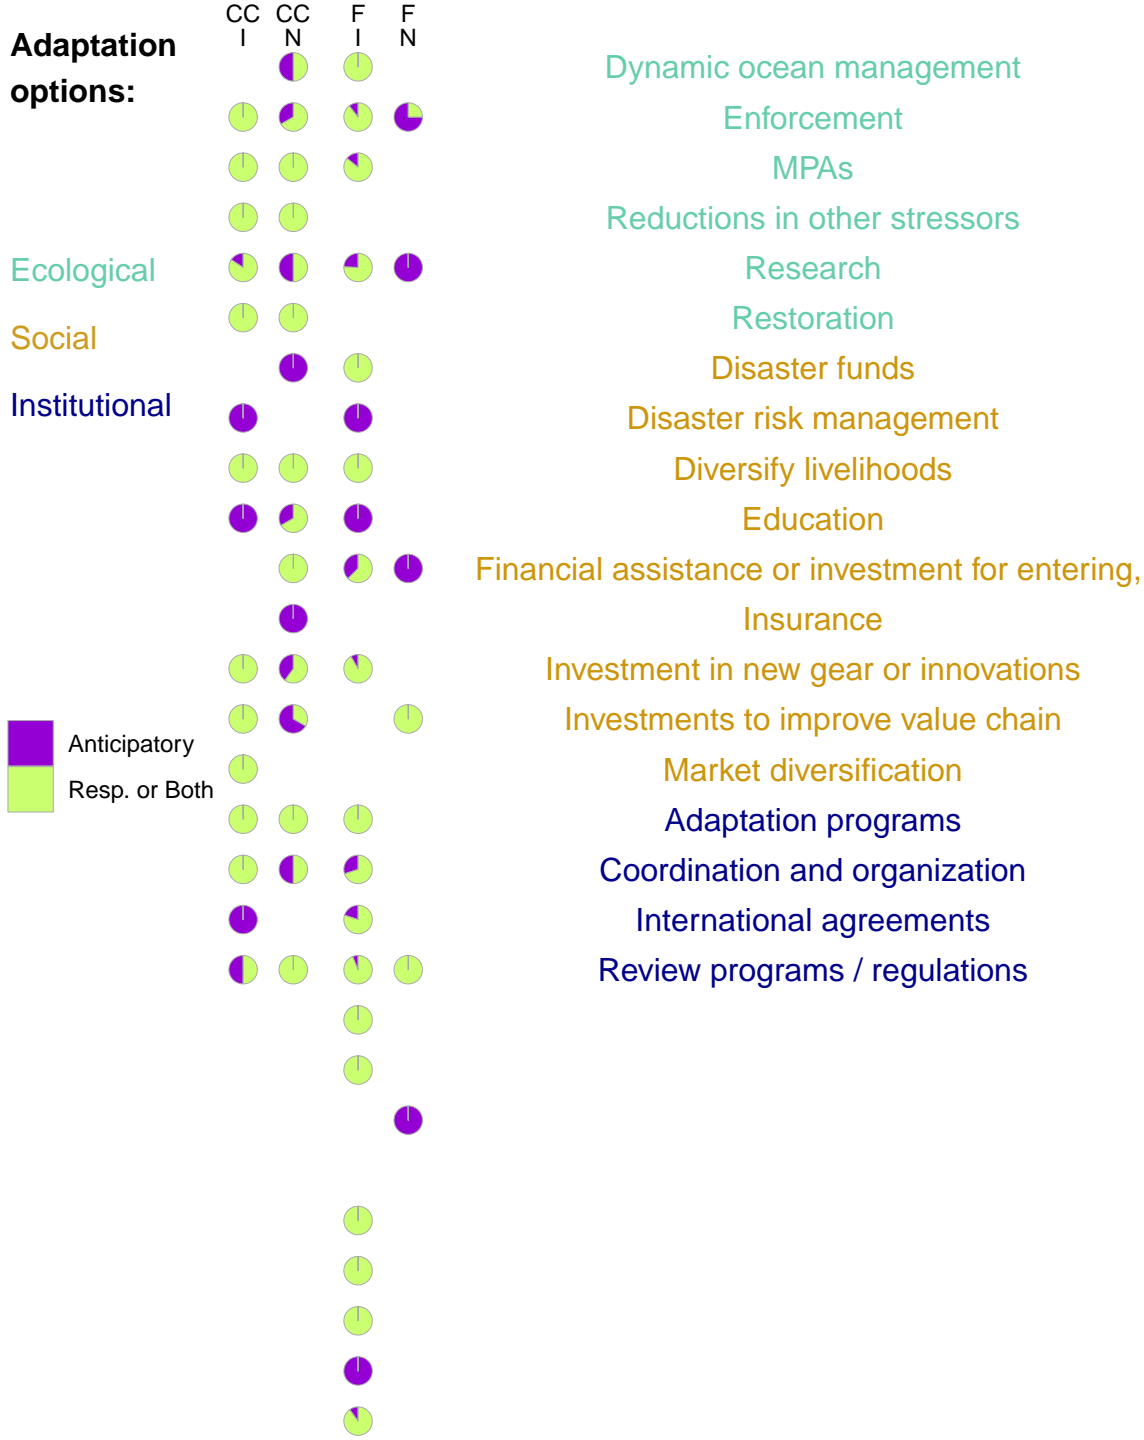 CC CC F F
I N I N
Adaptation
options:
Dynamic ocean management
Enforcement
MPAs
Reductions in other stressors
Ecological
Research
Restoration
Social
Disaster funds
Institutional
Disaster risk management
Diversify livelihoods
Education
Financial assistance or investment for entering,
Insurance
Investment in new gear or innovations
Investments to improve value chain
Anticipatory
Market diversification
Resp. or Both
Adaptation programs
Coordination and organization
International agreements
Review programs / regulations